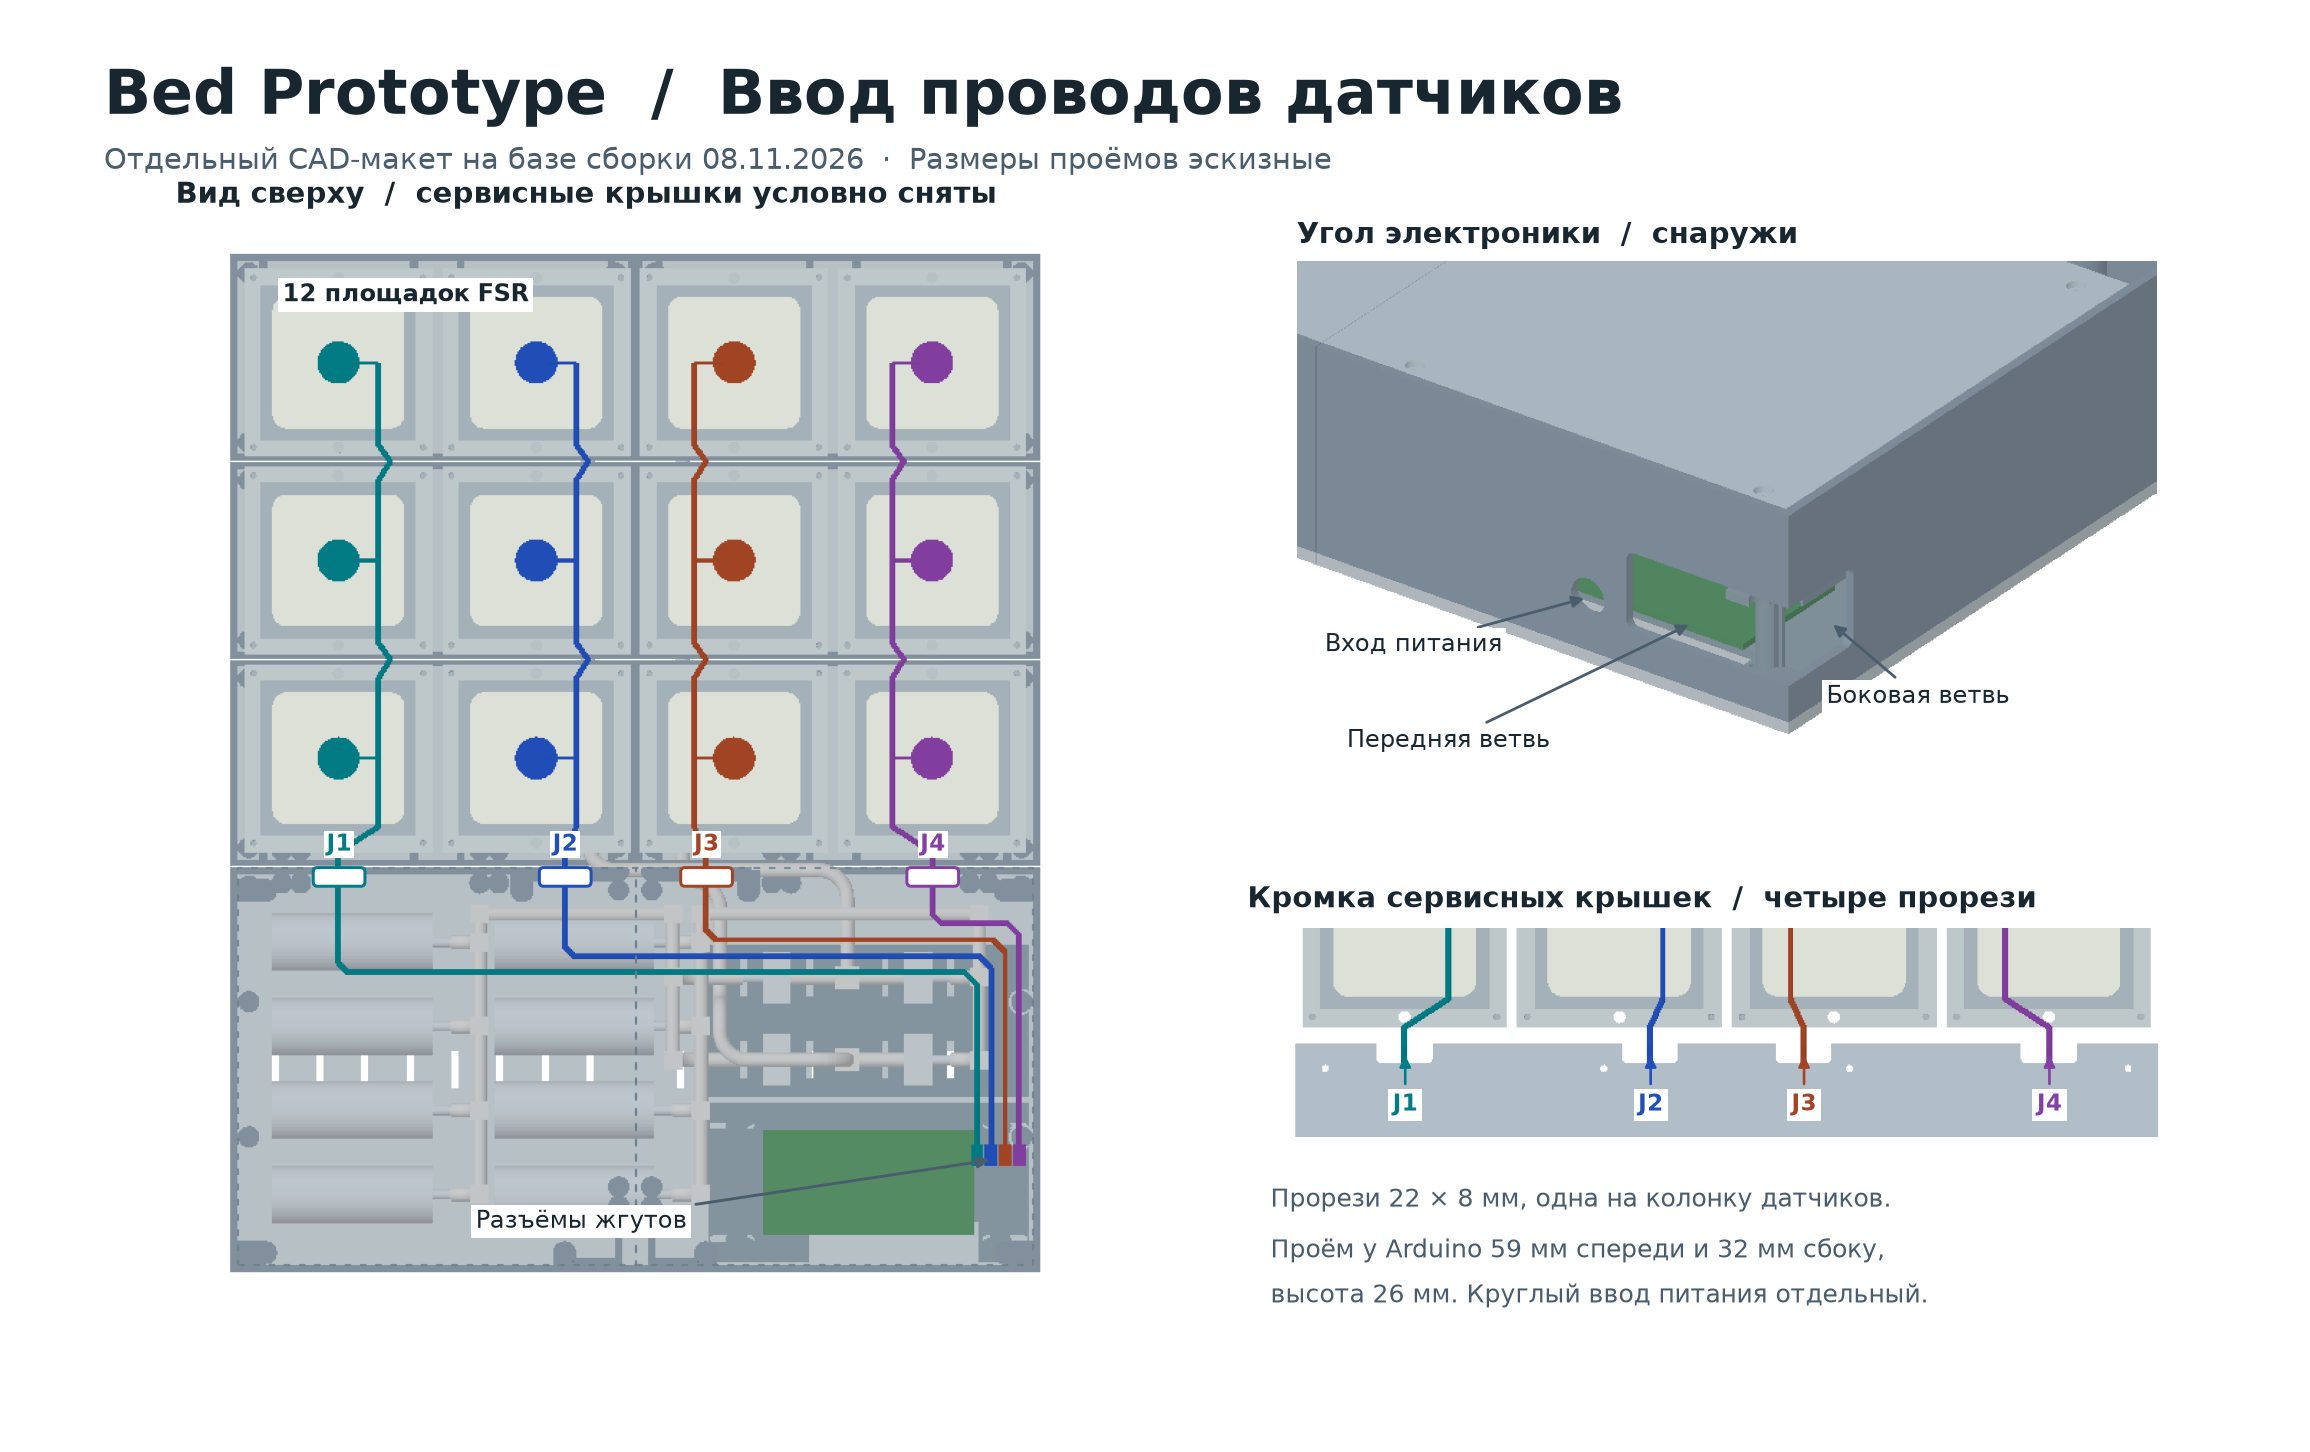 Bed Prototype / Ввод проводов датчиков
Отдельный CAD-макет на базе сборки 08.11.2026 · Размеры проёмов эскизные
Вид сверху / сервисные крышки условно сняты
12 площадок FSR
J1
J2
J3
J4
Разъёмы жгутов
Угол электроники / снаружи
Вход питания
Боковая ветвь
Передняя ветвь
Кромка сервисных крышек / четыре прорези
J1
J2
J3
J4
Прорези 22 × 8 мм, одна на колонку датчиков.
Проём у Arduino 59 мм спереди и 32 мм сбоку,
высота 26 мм. Круглый ввод питания отдельный.